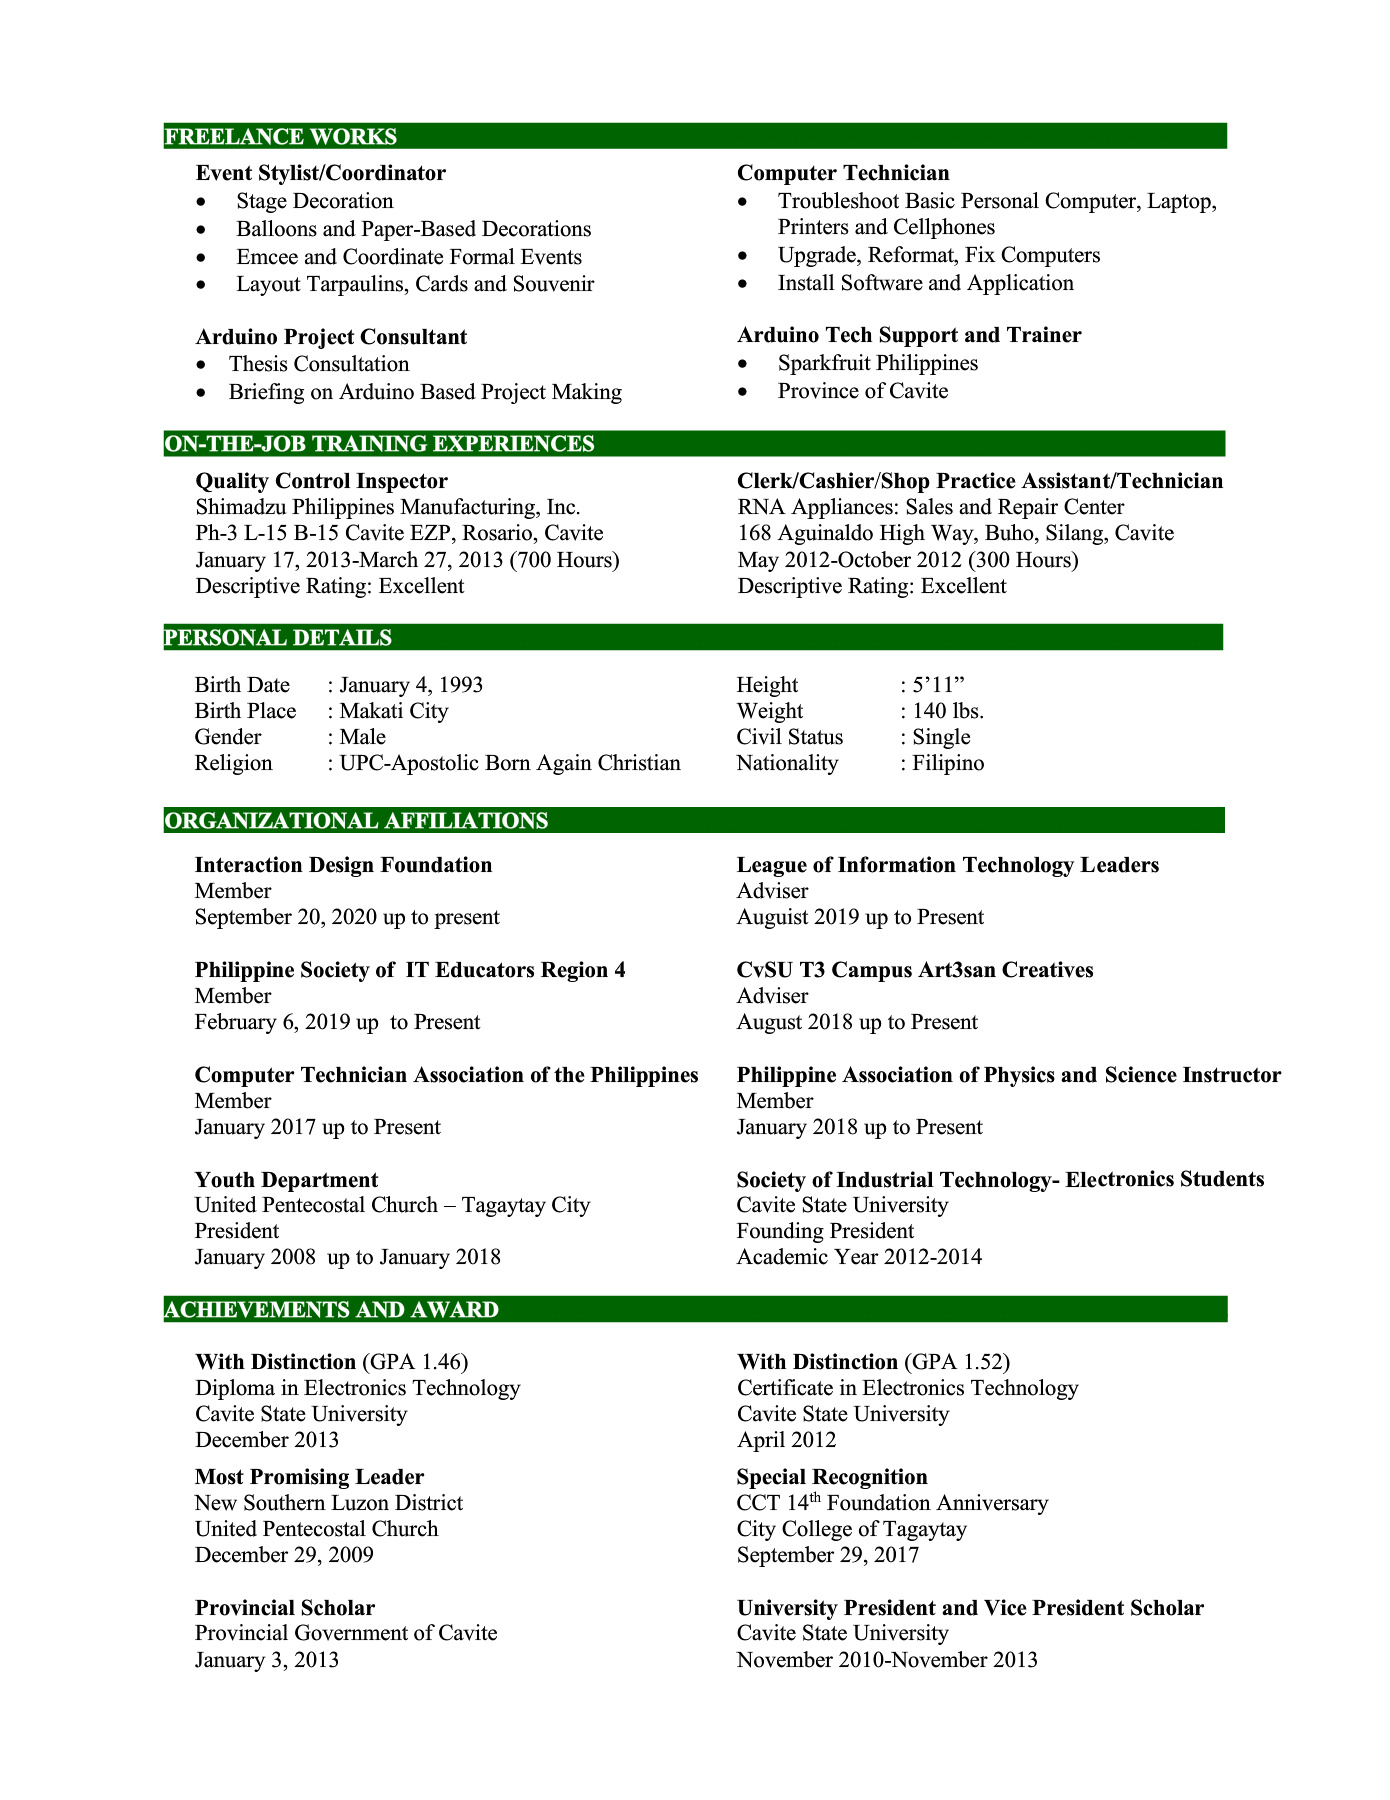 FREELANCE WORKS
Event Stylist/Coordinator
• Stage Decoration
• Balloons and Paper-Based Decorations
• Emcee and Coordinate Formal Events
• Layout Tarpaulins, Cards and Souvenir
Arduino Project Consultant
• Thesis Consultation
• Briefing on Arduino Based Project Making
Computer Technician
• Troubleshoot Basic Personal Computer, Laptop,
Printers and Cellphones
• Upgrade, Reformat, Fix Computers
• Install Software and Application
Arduino Tech Support and Trainer
• Sparkfruit Philippines
• Province of Cavite
ON-THE-JOB TRAINING EXPERIENCES
Quality Control Inspector
Shimadzu Philippines Manufacturing, Inc.
Ph-3 L-15 B-15 Cavite EZP, Rosario, Cavite
January 17, 2013-March 27, 2013 (700 Hours)
Descriptive Rating: Excellent
Clerk/Cashier/Shop Practice Assistant/Technician
RNA Appliances: Sales and Repair Center
168 Aguinaldo High Way, Buho, Silang, Cavite
May 2012-October 2012 (300 Hours)
Descriptive Rating: Excellent
PERSONAL DETAILS
Birth Date : January 4, 1993
Birth Place : Makati City
Gender : Male
Religion : UPC-Apostolic Born Again Christian
Height : 5’11”
Weight : 140 lbs.
Civil Status : Single
Nationality : Filipino
ORGANIZATIONAL AFFILIATIONS
Interaction Design Foundation
Member
September 20, 2020 up to present
League of Information Technology Leaders
Adviser
Auguist 2019 up to Present
Philippine Society of IT Educators Region 4
Member
February 6, 2019 up to Present
CvSU T3 Campus Art3san Creatives
Adviser
August 2018 up to Present
Computer Technician Association of the Philippines
Member
January 2017 up to Present
Philippine Association of Physics and Science Instructor
Member
January 2018 up to Present
Youth Department
United Pentecostal Church – Tagaytay City
President
January 2008 up to January 2018
Society of Industrial Technology- Electronics Students
Cavite State University
Founding President
Academic Year 2012-2014
ACHIEVEMENTS AND AWARD
With Distinction (GPA 1.46)
Diploma in Electronics Technology
Cavite State University
December 2013
With Distinction (GPA 1.52)
Certificate in Electronics Technology
Cavite State University
April 2012
Most Promising Leader
New Southern Luzon District
United Pentecostal Church
December 29, 2009
Special Recognition
CCT 14th Foundation Anniversary
City College of Tagaytay
September 29, 2017
Provincial Scholar
Provincial Government of Cavite
January 3, 2013
University President and Vice President Scholar
Cavite State University
November 2010-November 2013